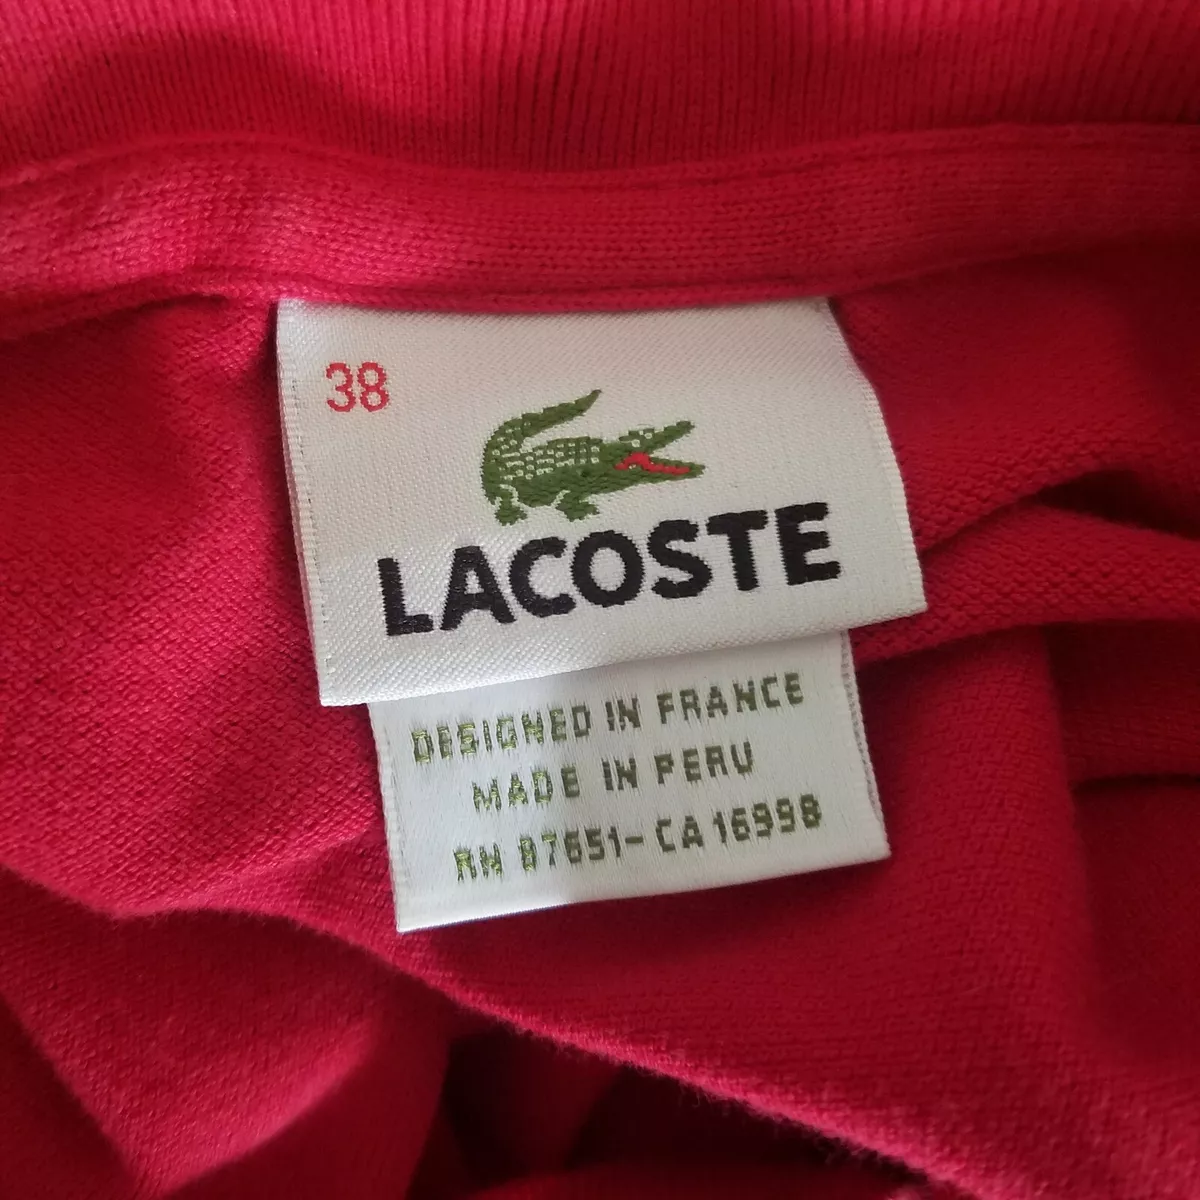 38
LACOSTE
DESIGNED IN FRANCE
MADE IN PERU
RN 87651-CA 16998